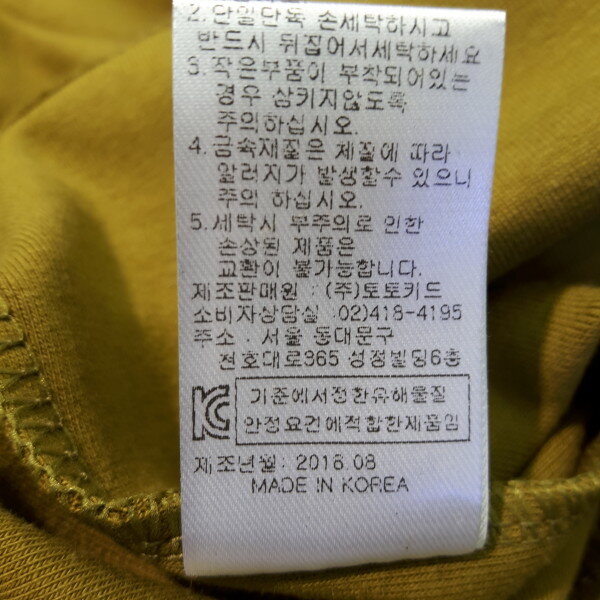 2. 단일단독 손세탁하시고
반드시 뒤집어서세탁하세요
3. 작은부품이 부착되어있는
경우 삼키지않도록
주의하십시오.
4. 금속재질은 체질에 따라
알러지가 발생할수 있으니
주의 하십시오.
5. 세탁시 부주의로 인한
손상된 제품은
교환이 불가능합니다.
제조판매원 : (주)토토키드
소비자상담실 : 02)418-4195
주소 : 서울 동대문구
천호대로365 성정빌딩6층
KC 기준에서정한유해물질
안정요건에적합한제품임
제조년월: 2018.08
MADE IN KOREA